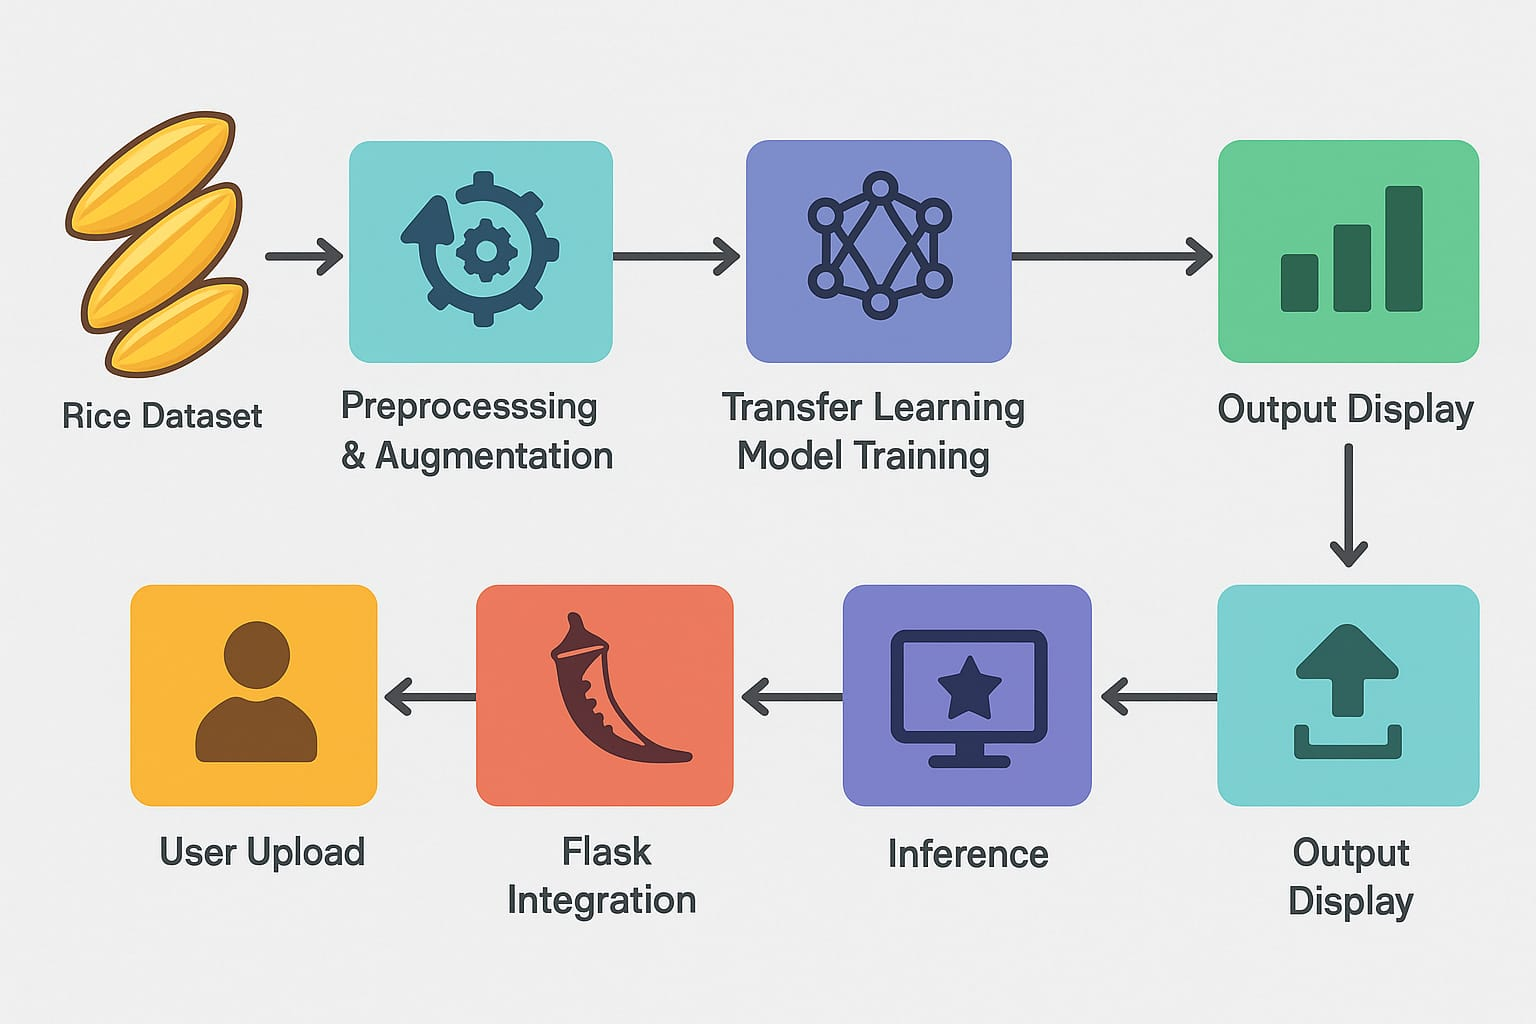 Rice Dataset
Preprocesssing
& Augmentation
Transfer Learning
Model Training
Output Display
User Upload
Flask
Integration
Inference
Output
Display